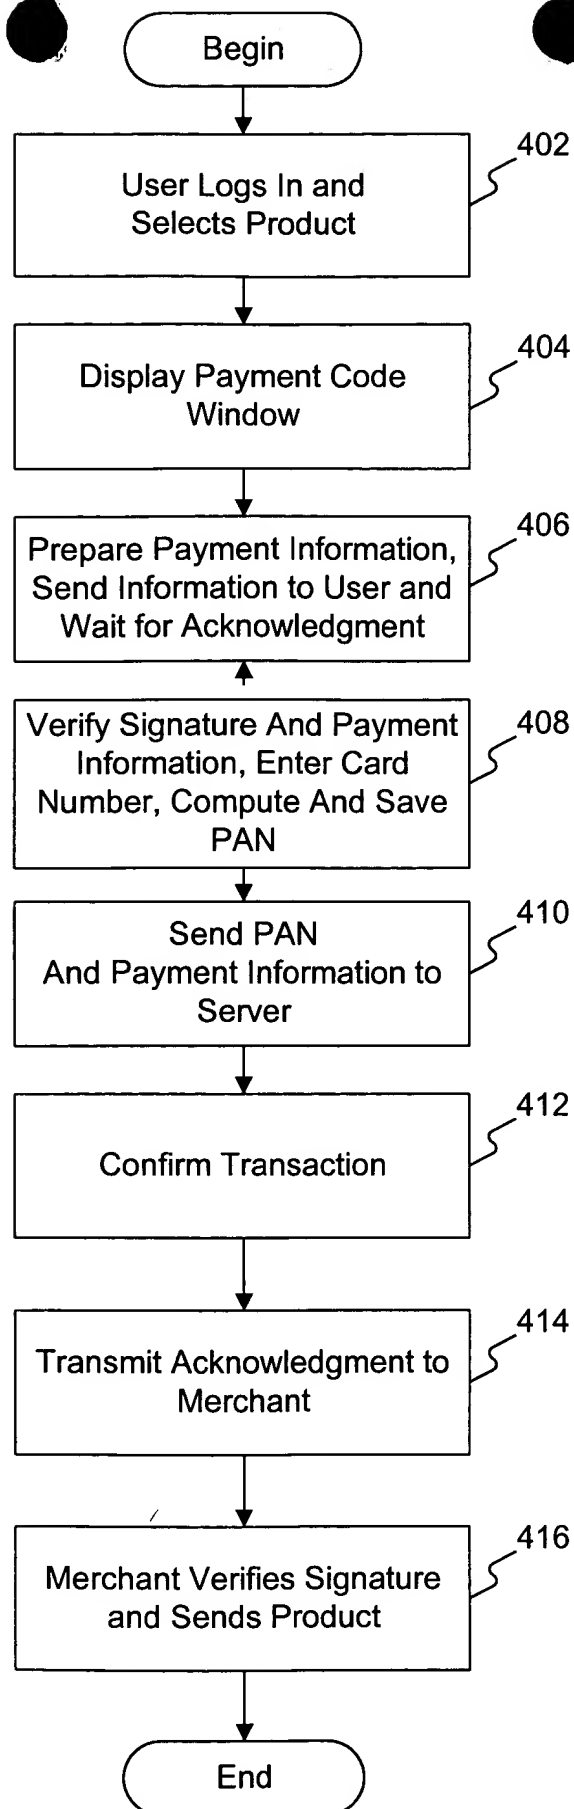 Begin
402
User Logs In and
Selects Product
404
Display Payment Code
Window
406
Prepare Payment Information,
Send Information to User and
Wait for Acknowledgment
408
Verify Signature And Payment
Information, Enter Card
Number, Compute And Save
PAN
410
Send PAN
And Payment Information to
Server
412
Confirm Transaction
414
Transmit Acknowledgment to
Merchant
416
Merchant Verifies Signature
and Sends Product
End